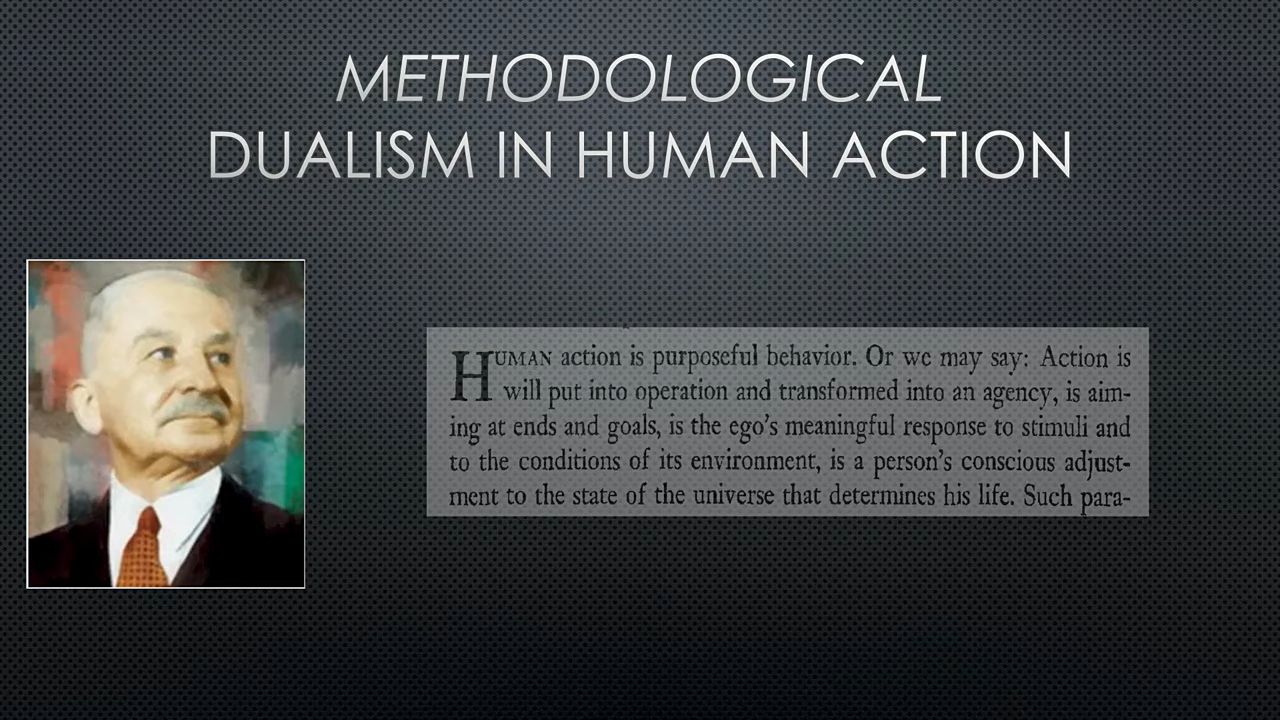 METHODOLOGICAL
DUALISM IN HUMAN ACTION
HUMAN action is purposeful behavior. Or we may say: Action is
will put into operation and transformed into an agency, is aim-
ing at ends and goals, is the ego's meaningful response to stimuli and
to the conditions of its environment, is a person's conscious adjust-
ment to the state of the universe that determines his life. Such para-